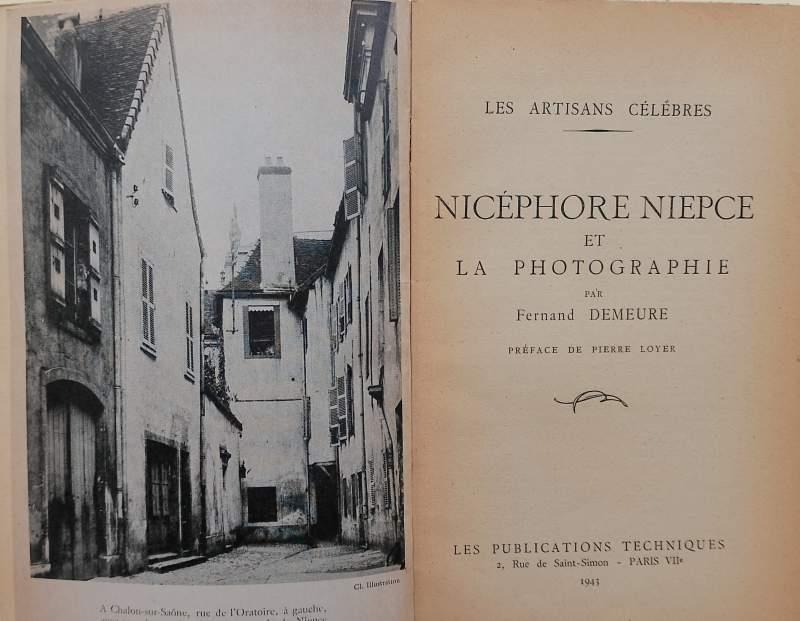 Cl. Illustration
A Chalon-sur-Saône, rue de l'Oratoire, à gauche,
LES ARTISANS CÉLÉBRES
NICÉPHORE NIEPCE
ET
LA PHOTOGRAPHIE
PAR
Fernand DEMEURE
PRÉFACE DE PIERRE LOYER
LES PUBLICATIONS TECHNIQUES
2, Rue de Saint-Simon - PARIS VIIe
1943